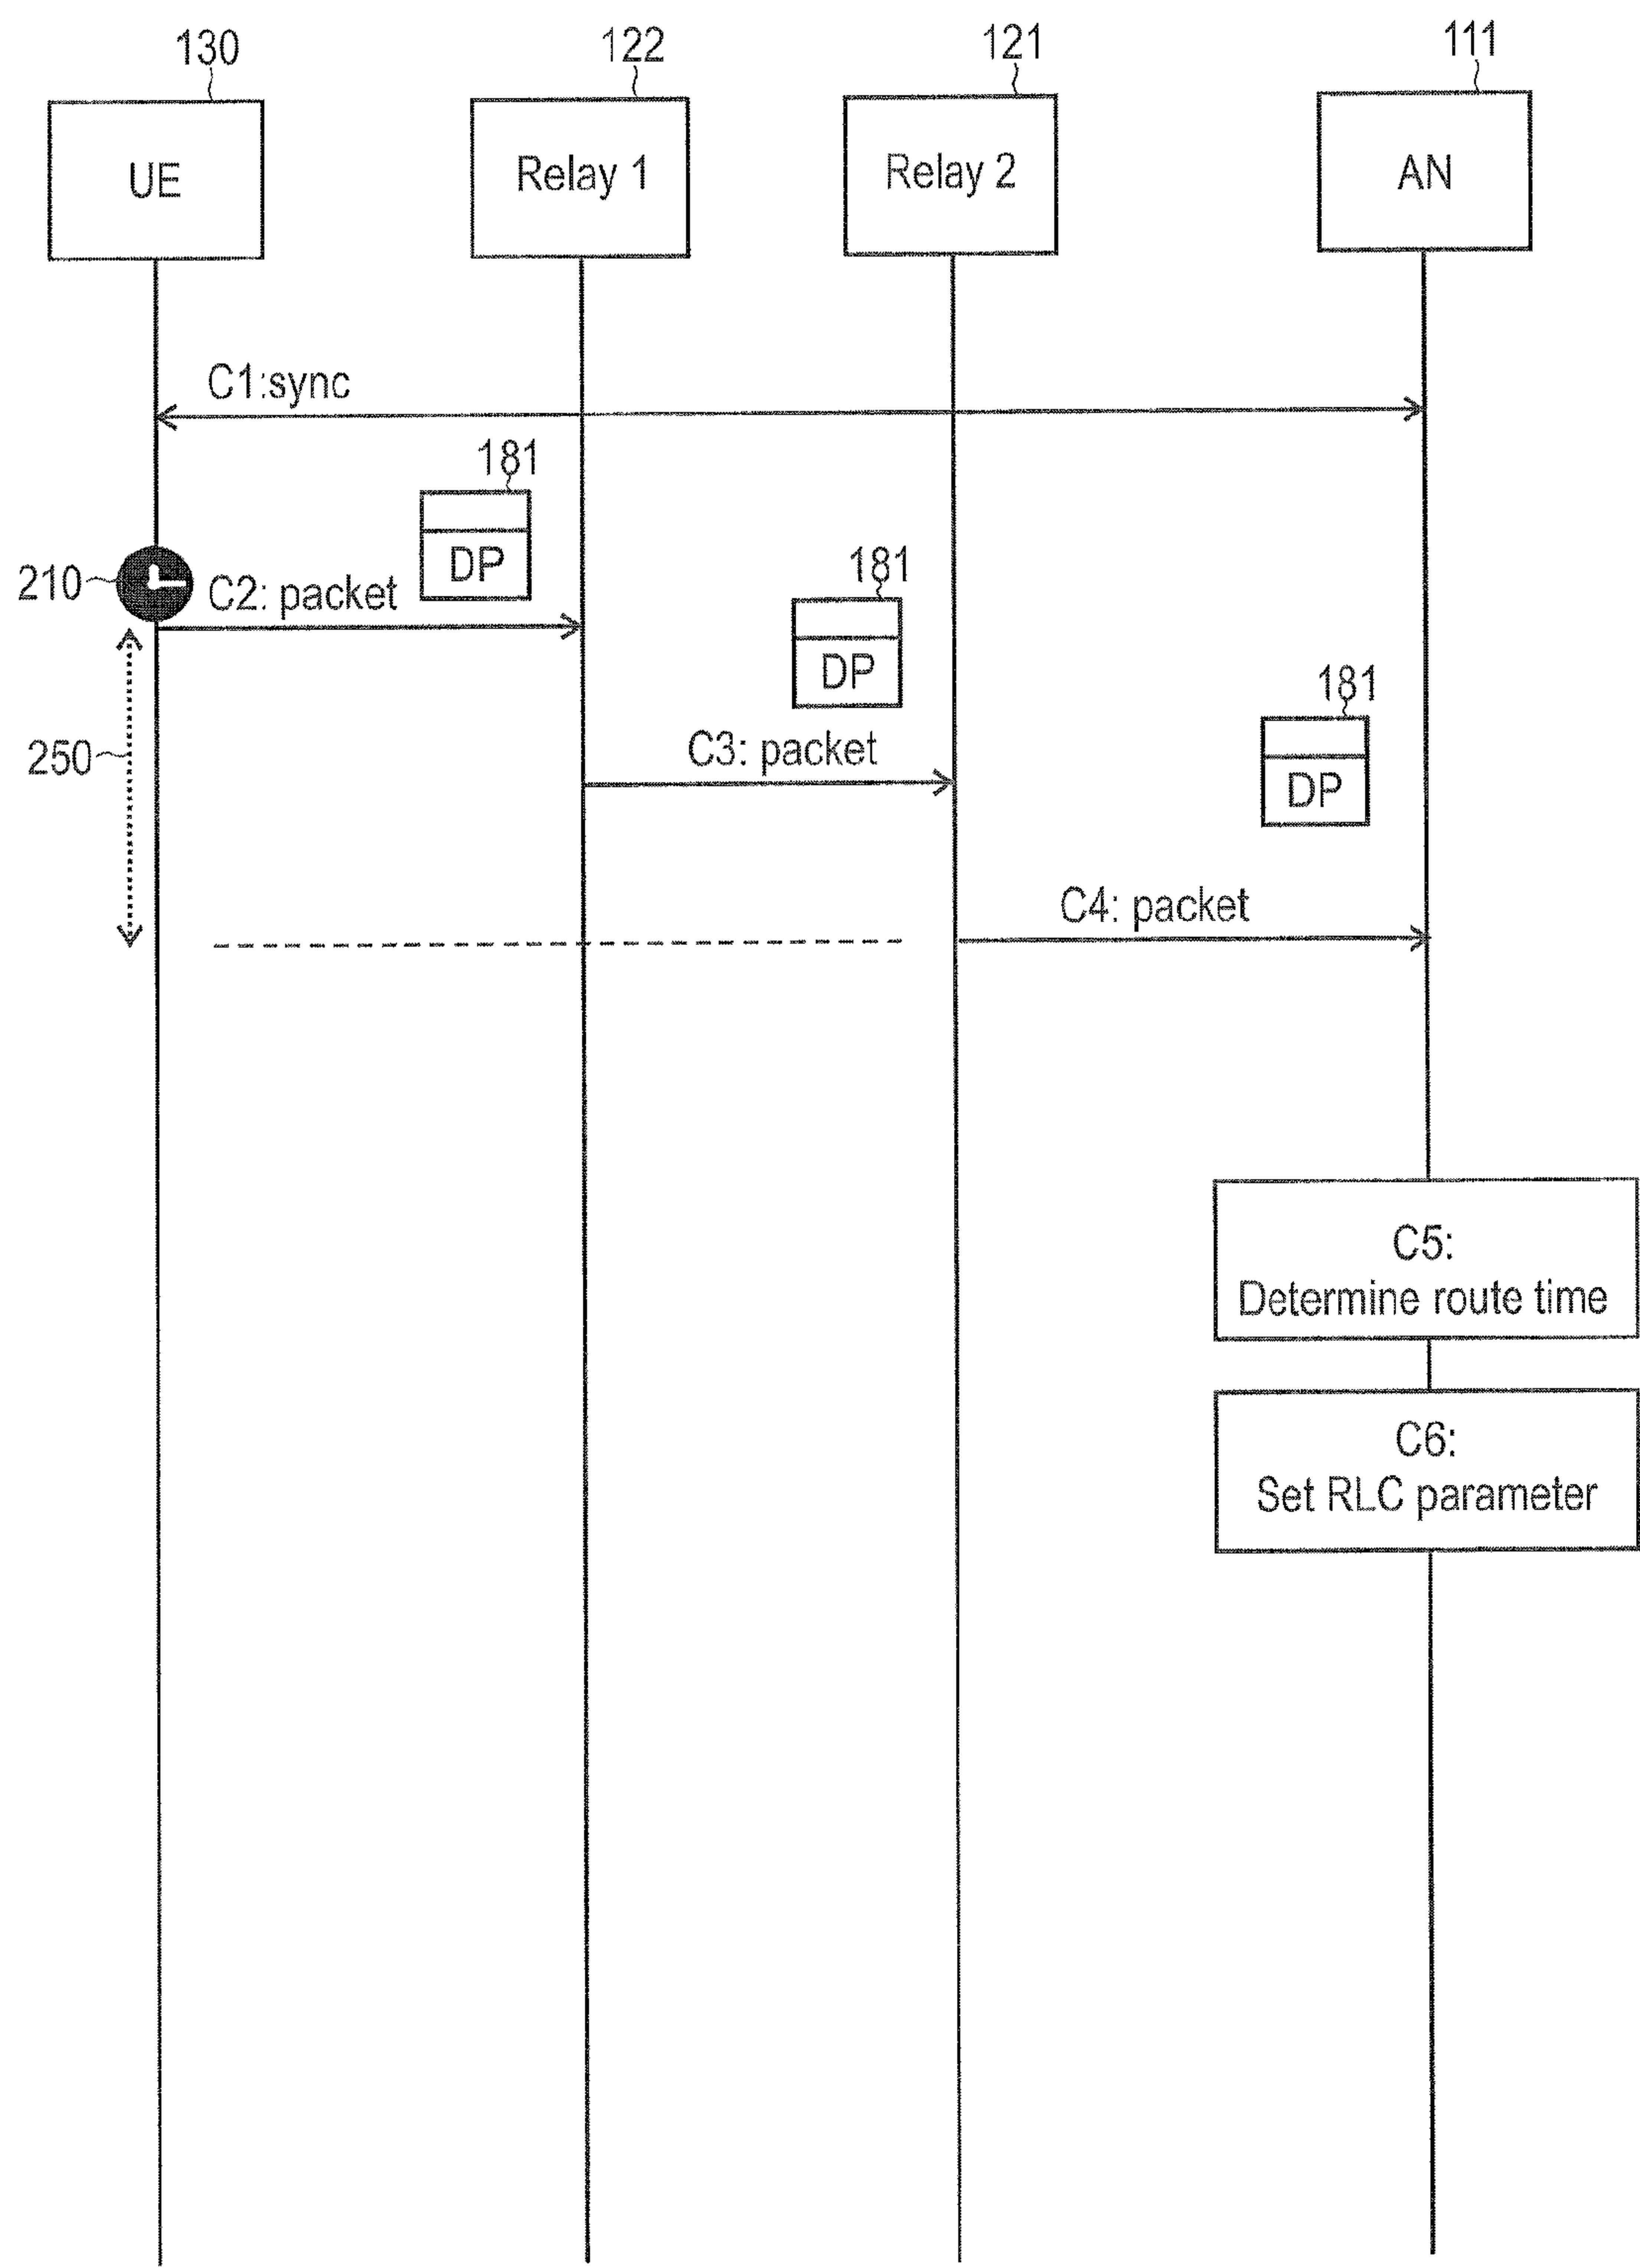 130
122
121
111
UE
Relay 1
Relay 2
AN
C1:sync
181
DP
210
C2: packet
181
DP
250
C3: packet
181
DP
C4: packet
C5:
Determine route time
C6:
Set RLC parameter